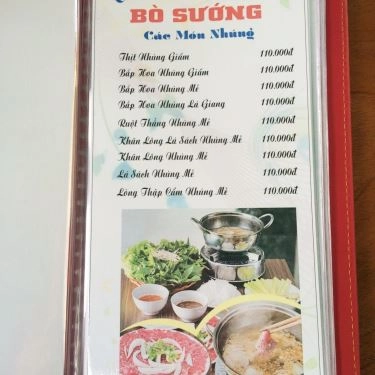 BÒ SƯỚNG
Các Món Nhúng
Thịt Nhúng Giấm 110.000đ
Bắp Hoa Nhúng Giấm 110.000đ
Bắp Hoa Nhúng Mẻ 110.000đ
Bắp Hoa Nhúng Lá Giang 110.000đ
Ruột Thẳng Nhúng Mẻ 110.000đ
Khăn Lông Lá Sách Nhúng Mẻ 110.000đ
Khăn Lông Nhúng Mẻ 110.000đ
Lá Sách Nhúng Mẻ 110.000đ
Lòng Thập Cẩm Nhúng Mẻ 110.000đ